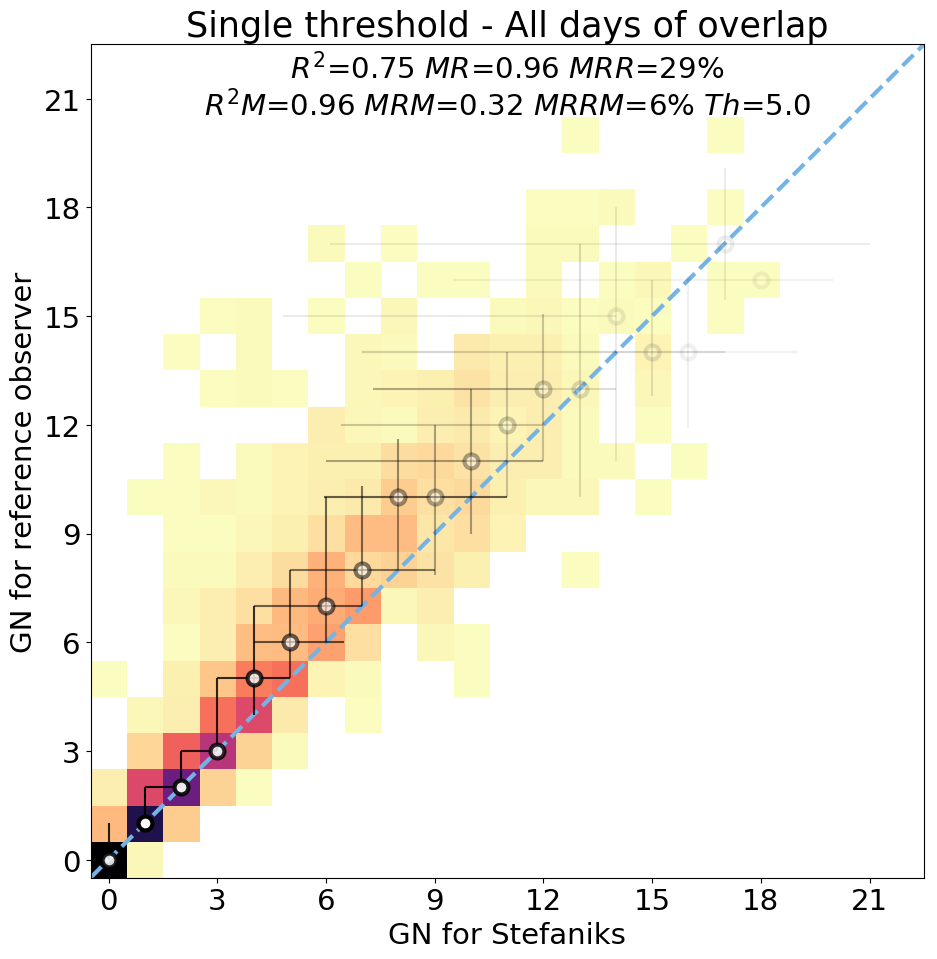 Single threshold - All days of overlap
R²=0.75 MR=0.96 MRR=29%
R²M=0.96 MRM=0.32 MRRM=6% Th=5.0
GN for reference observer
21
18
15
12
9
6
3
0
0 3 6 9 12 15 18 21
GN for Stefaniks